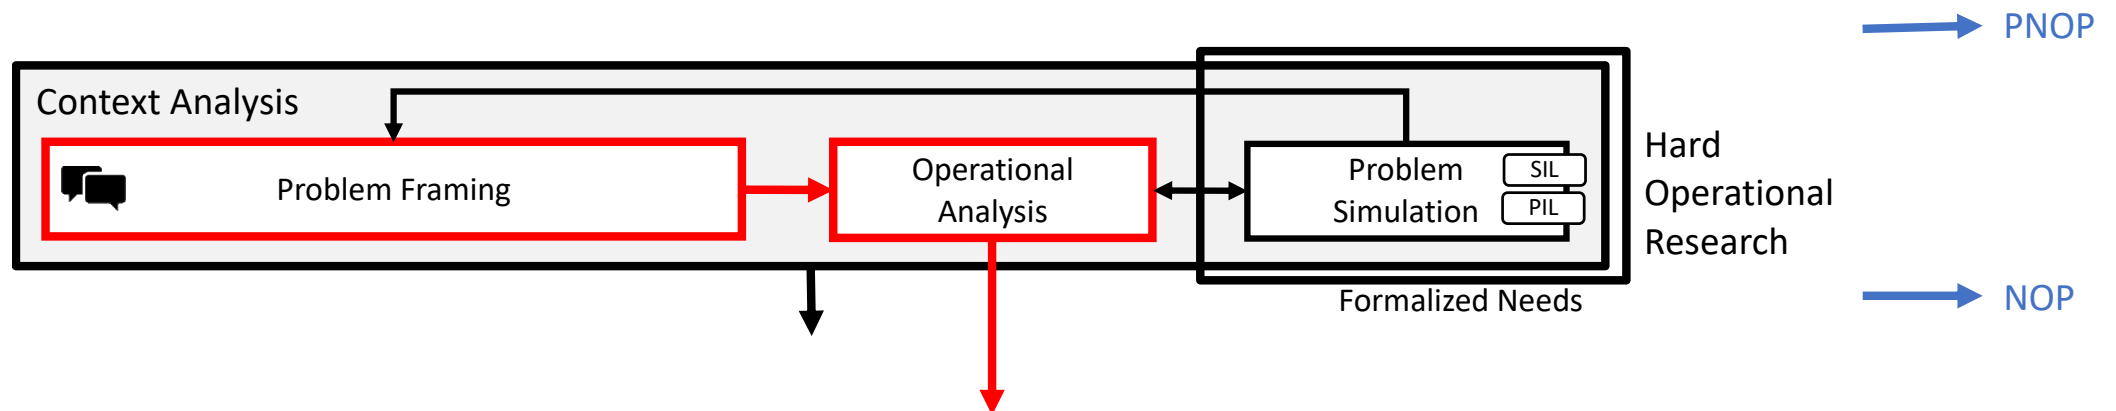 PNOP
Context Analysis
Problem Framing
Operational
Analysis
Problem
Simulation
SIL
PIL
Hard
Operational
Research
Formalized Needs
NOP